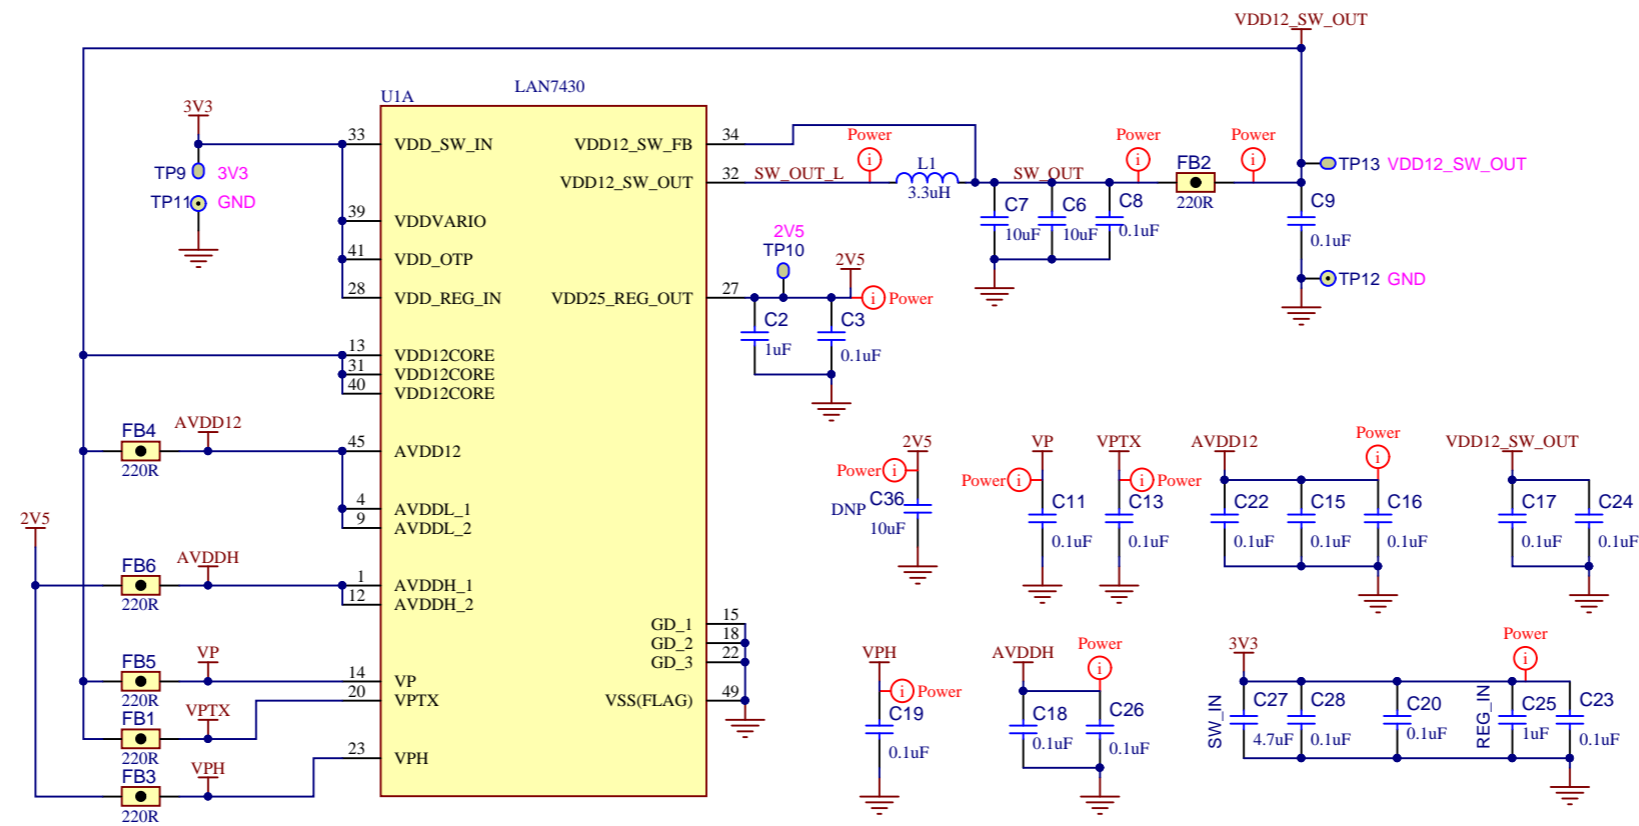 VDD12_SW_OUT
U1A
LAN7430
3V3
33
VDD_SW_IN
VDD12_SW_FB
34
Power
Power
Power
TP9
3V3
TP11
GND
VDD12_SW_OUT
32
SW_OUT_L
L1
3.3uH
SW_OUT
FB2
220R
TP13
VDD12_SW_OUT
39
VDDVARIO
C7
10uF
C6
10uF
C8
0.1uF
C9
0.1uF
41
VDD_OTP
2V5
TP10
2V5
TP12
GND
28
VDD_REG_IN
VDD25_REG_OUT
27
Power
C2
1uF
C3
0.1uF
13
VDD12CORE
31
VDD12CORE
40
VDD12CORE
FB4
220R
AVDD12
45
AVDD12
4
AVDDL_1
9
AVDDL_2
2V5
FB6
220R
AVDDH
1
AVDDH_1
12
AVDDH_2
GD_1
15
GD_2
18
GD_3
22
VSS(FLAG)
49
FB5
220R
VP
14
VP
20
VPTX
FB1
220R
VPTX
23
VPH
FB3
220R
VPH
2V5
Power
C36
DNP
10uF
VP
Power
C11
0.1uF
VPTX
Power
C13
0.1uF
AVDD12
Power
C22
0.1uF
C15
0.1uF
C16
0.1uF
VDD12_SW_OUT
C17
0.1uF
C24
0.1uF
VPH
Power
C19
0.1uF
AVDDH
Power
C18
0.1uF
C26
0.1uF
3V3
Power
SW_IN
C27
4.7uF
C28
0.1uF
C20
0.1uF
REG_IN
C25
1uF
C23
0.1uF